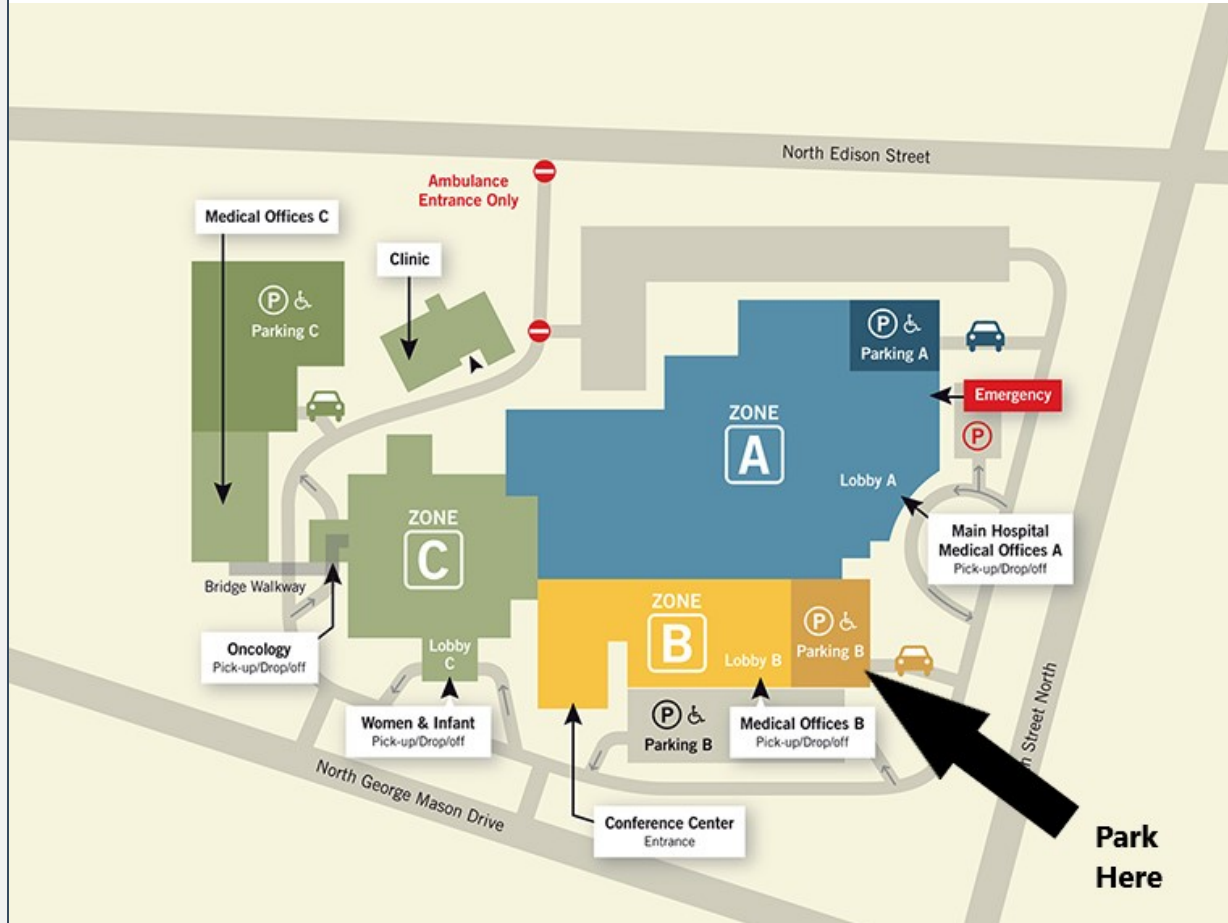 North Edison Street
Ambulance
Entrance Only
Medical Offices C
Clinic
P
Parking C
P
Parking A
Emergency
P
ZONE
A
Lobby A
Main Hospital
Medical Offices A
Pick-up/Drop/off
ZONE
C
Bridge Walkway
Oncology
Pick-up/Drop/off
Lobby
C
Women & Infant
Pick-up/Drop/off
ZONE
B
Lobby B
P
Parking B
P
Parking B
Medical Offices B
Pick-up/Drop/off
Street North
North George Mason Drive
Conference Center
Entrance
Park
Here